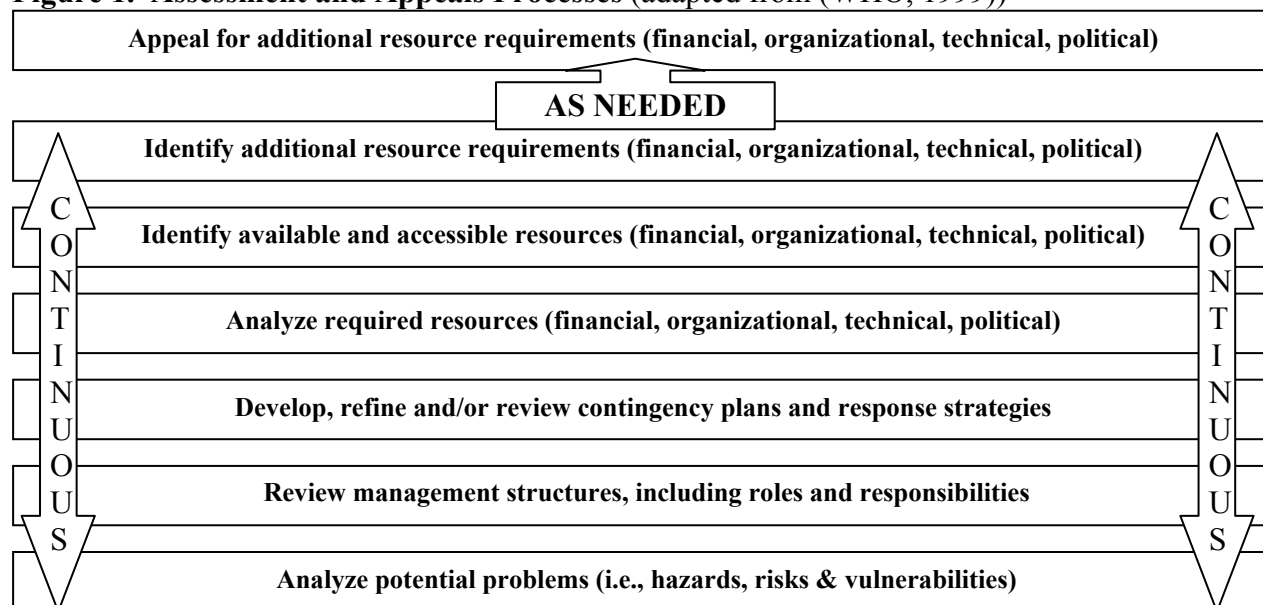 Figure 1. Assessment and Appeals Processes (adapted from (WHO, 1999))
Appeal for additional resource requirements (financial, organizational, technical, political)
AS NEEDED
Identify additional resource requirements (financial, organizational, technical, political)
Identify available and accessible resources (financial, organizational, technical, political)
Analyze required resources (financial, organizational, technical, political)
Develop, refine and/or review contingency plans and response strategies
Review management structures, including roles and responsibilities
Analyze potential problems (i.e., hazards, risks & vulnerabilities)
CONTINUOUS
CONTINUOUS